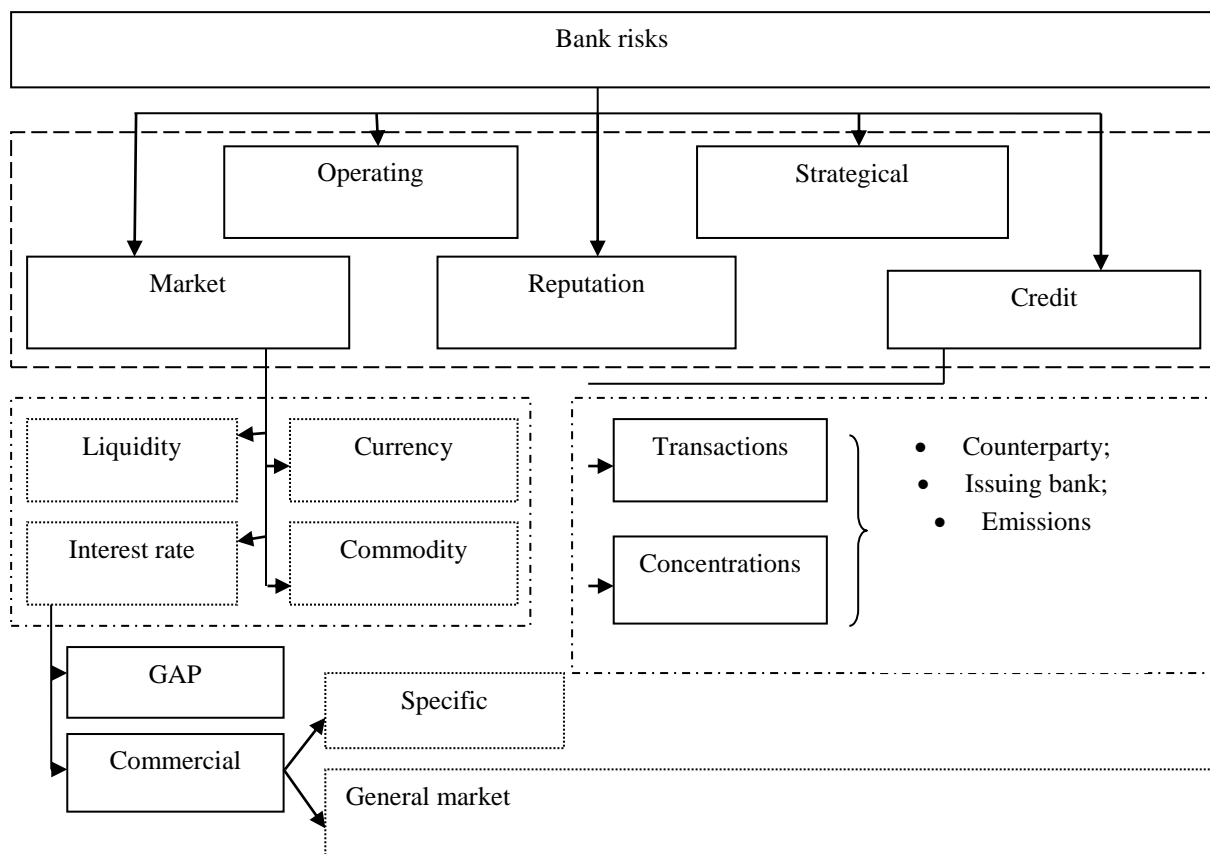 Bank risks
Operating
Strategical
Market
Reputation
Credit
Liquidity
Currency
Interest rate
Commodity
Transactions
Concentrations
• Counterparty;
• Issuing bank;
• Emissions
GAP
Commercial
Specific
General market